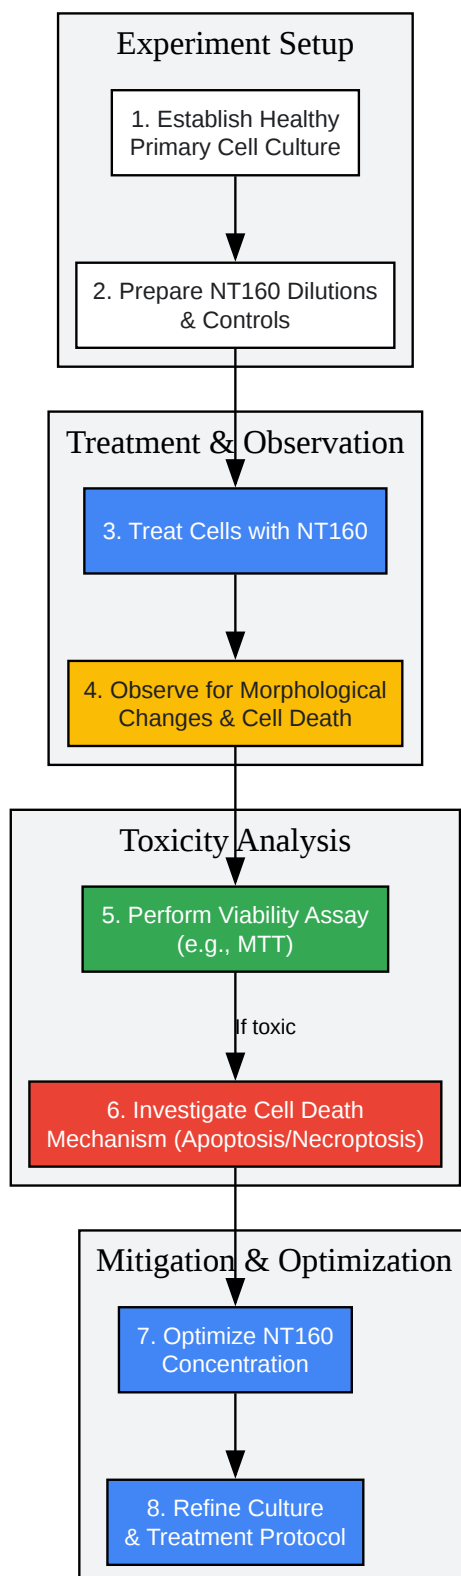 Experiment Setup
1. Establish Healthy
Primary Cell Culture
2. Prepare NT160 Dilutions
& Controls
Treatment & Observation
3. Treat Cells with NT160
4. Observe for Morphological
Changes & Cell Death
Toxicity Analysis
5. Perform Viability Assay
(e.g., MTT)
If toxic
6. Investigate Cell Death
Mechanism (Apoptosis/Necroptosis)
Mitigation & Optimization
7. Optimize NT160
Concentration
8. Refine Culture
& Treatment Protocol